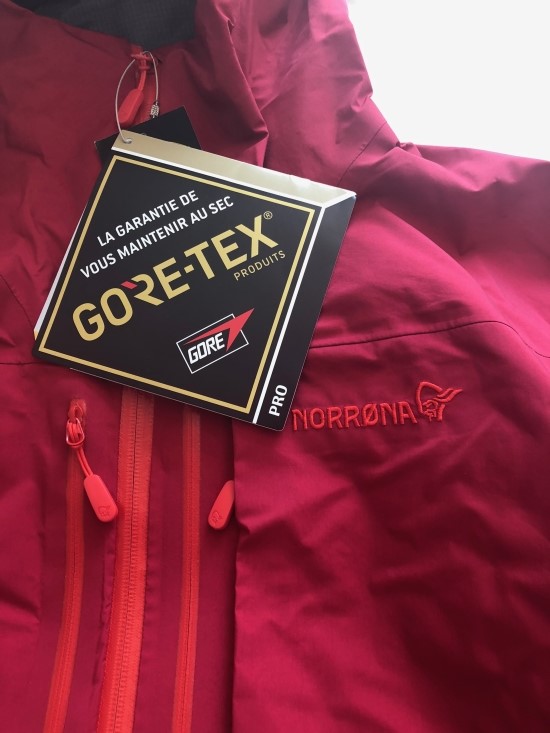 LA GARANTIE DE
VOUS MAINTENIR AU SEC
GORE-TEX®
PRODUITS
GORE
PRO
NORRØNA